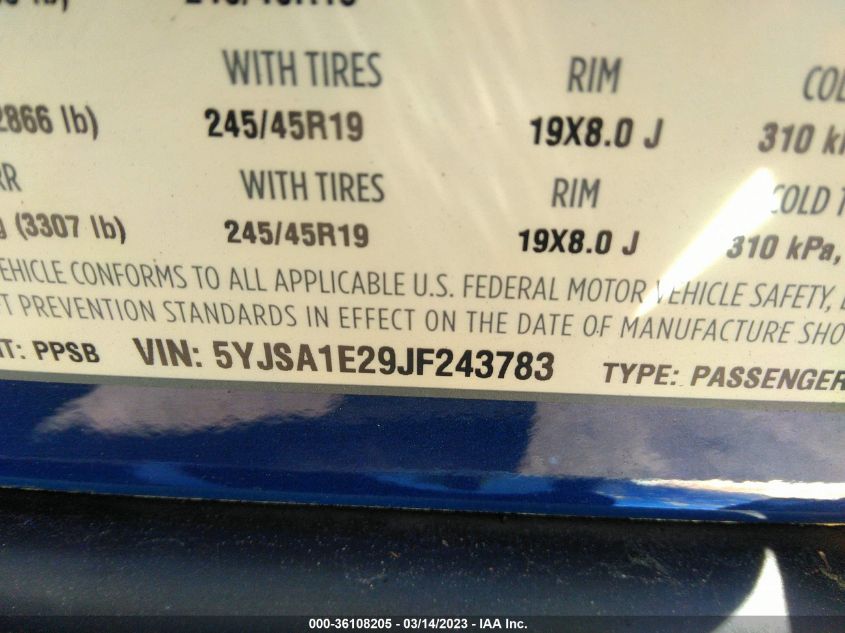 WITH TIRES RIM
2866 lb) 245/45R19 19X8.0 J 310
WITH TIRES RIM COLD
(3307 lb) 245/45R19 19X8.0 J 310 kPa,
CONFORMS TO ALL APPLICABLE U.S. FEDERAL MOTOR VEHICLE SAFETY,
PREVENTION STANDARDS IN EFFECT ON THE DATE OF MANUFACTURE
PPSB VIN: 5YJSA1E29JF243783 TYPE: PASSENGER
000-36108205 - 03/14/2023 - IAA Inc.